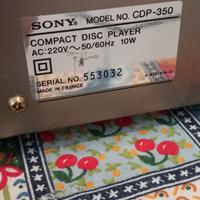 SONY MODEL NO. CDP-350
COMPACT DISC PLAYER
AC:220V~50/60Hz 10W
SERIAL NO. 553032
MADE IN FRANCE